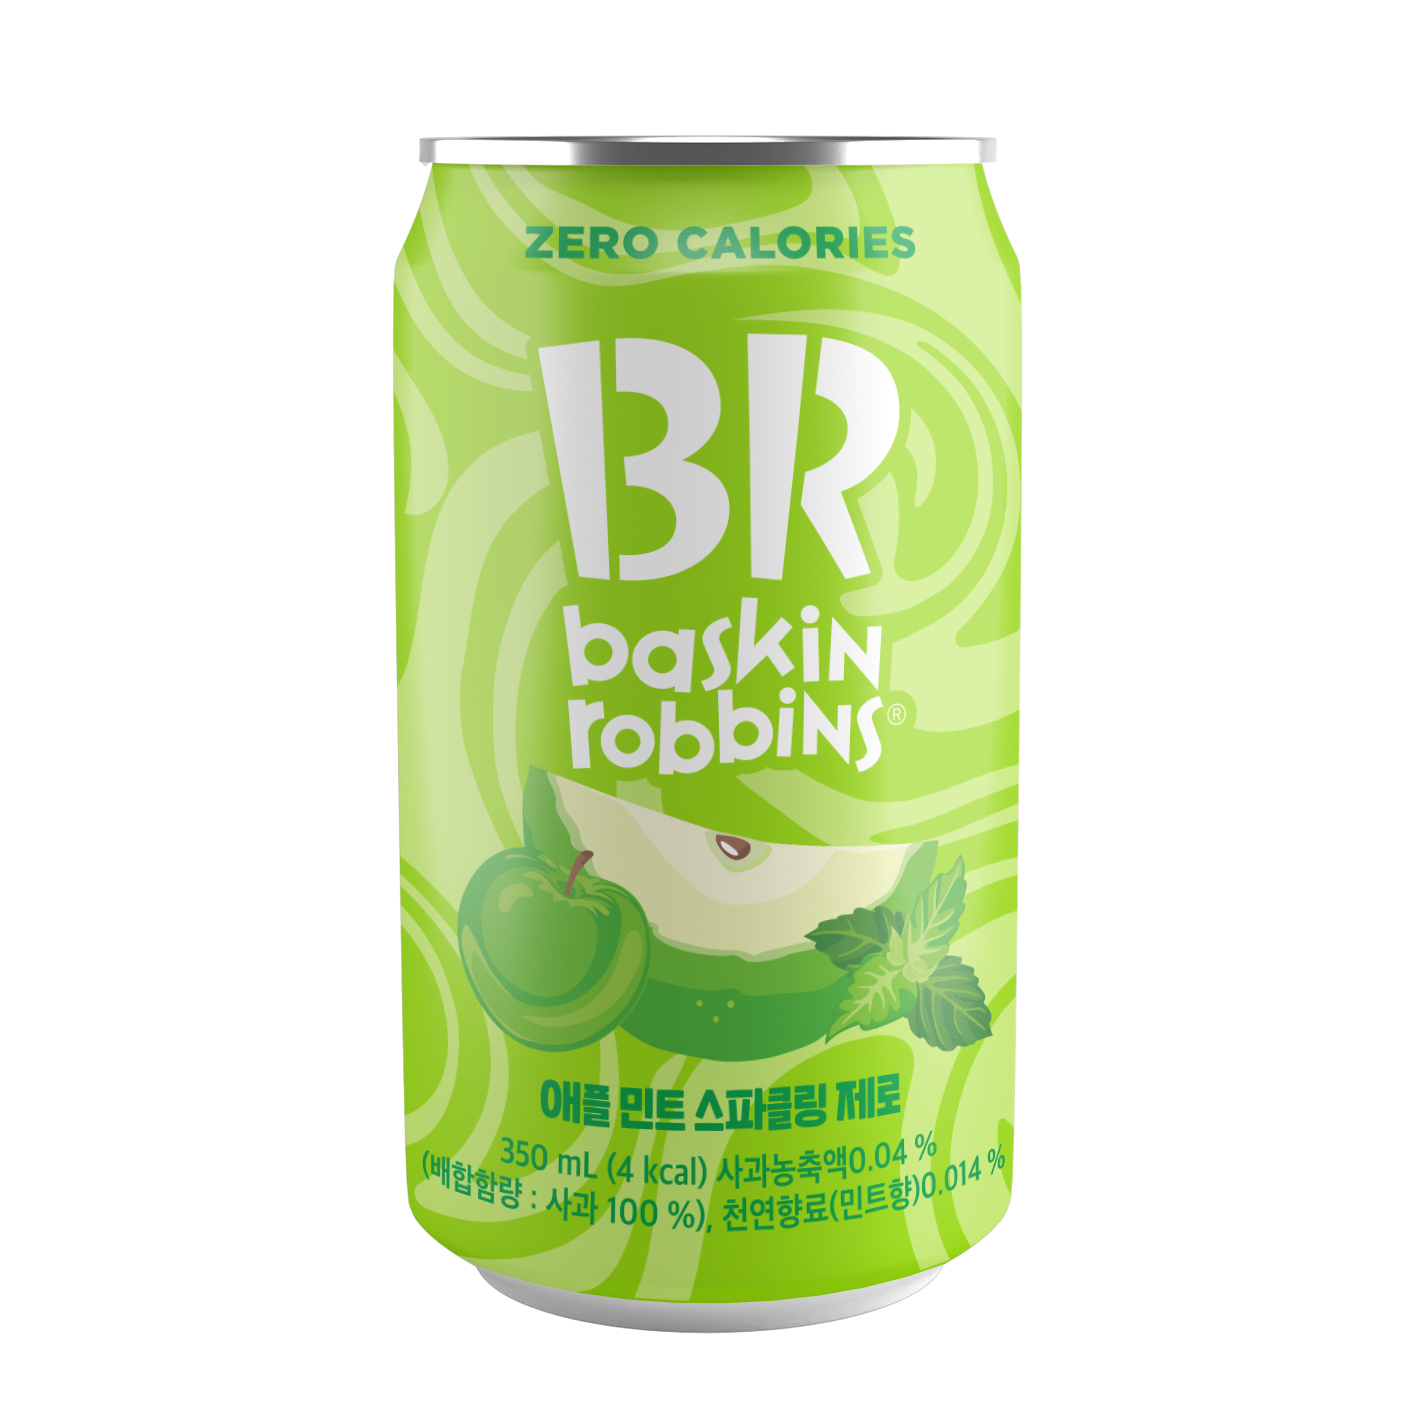 ZERO CALORIES
BR
baskin
robbins®
애플 민트 스파클링 제로
350 mL (4 kcal) 사과농축액0.04 %
(배합함량 : 사과 100 %), 천연향료(민트향)0.014 %